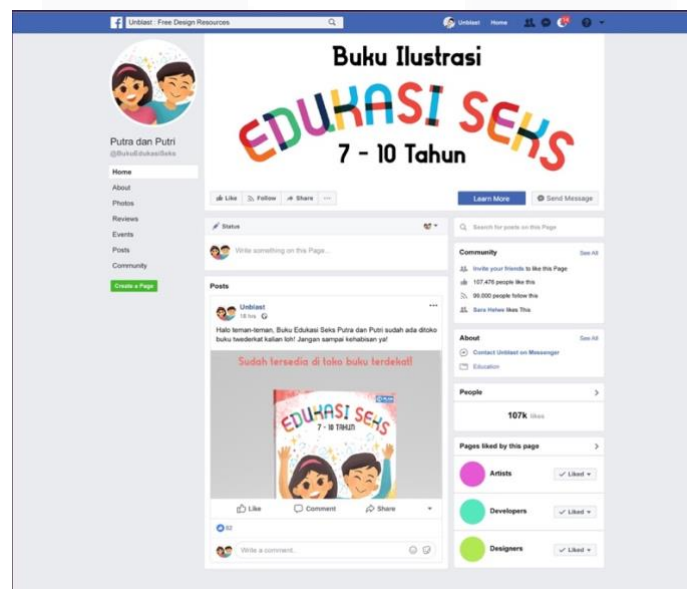 Unblast : Free Design Resources
Unblast Home
Putra dan Putri
@BukuEdukasiSeks
Home
About
Photos
Reviews
Events
Posts
Community
Create a Page
Buku Ilustrasi
EDUKASI SEKS
7 - 10 Tahun
Like Follow Share
Learn More
Send Message
Status
Write something on this Page...
Posts
Unblast
18 hrs
Halo teman-teman, Buku Edukasi Seks Putra dan Putri sudah ada ditoko
buku twederkat kalian loh! Jangan sampai kehabisan ya!
Sudah tersedia di toko buku terdekat!
EDUKASI SEKS
7 - 10 TAHUN
Like Comment Share
62
Write a comment...
Search for posts on this Page
Community See All
Invite your friends to like this Page
107,476 people like this
99,000 people follow this
Sara Helwe likes This.
About See All
Contact Unblast on Messenger
Education
People
107k likes
Pages liked by this page
Artists Liked
Developers Liked
Designers Liked